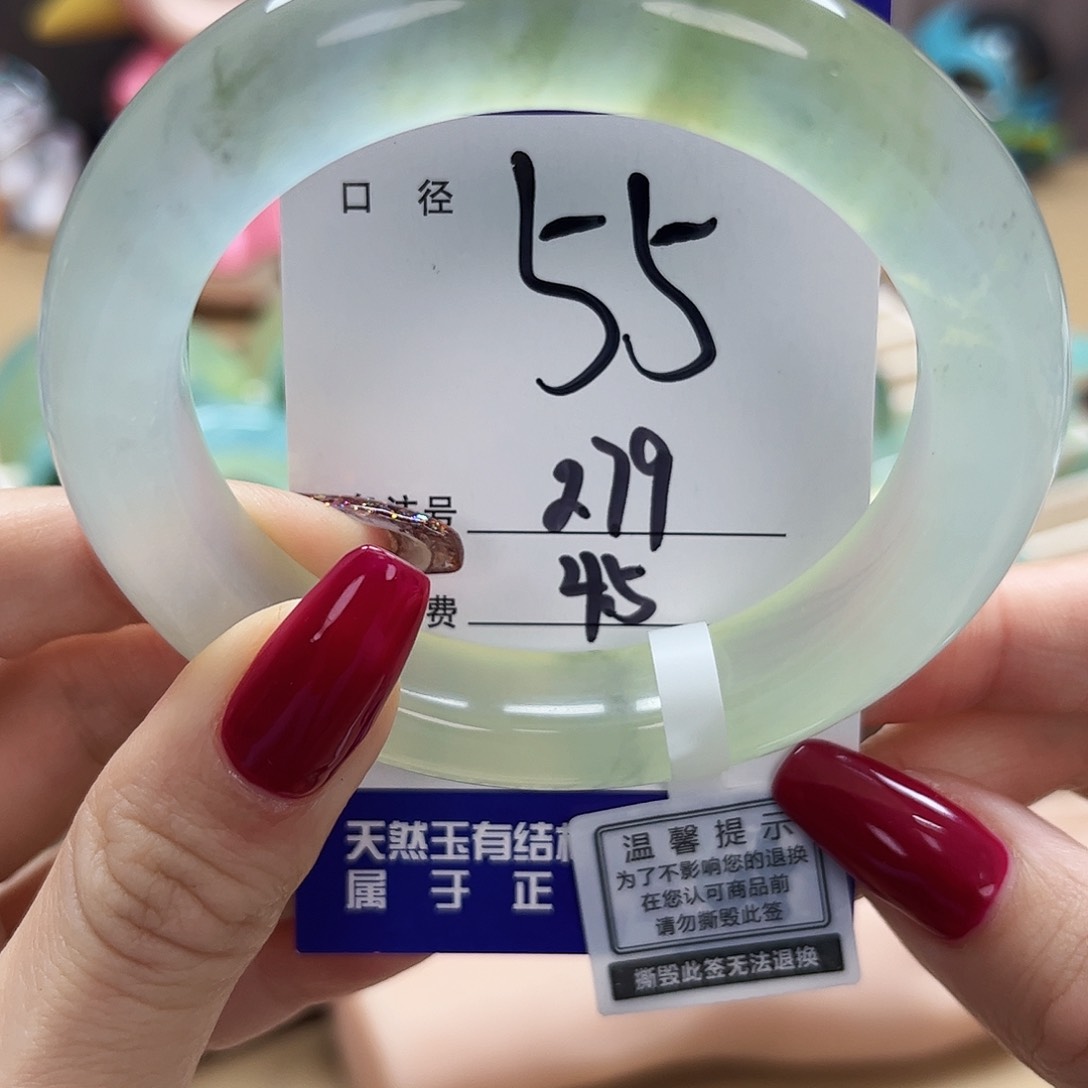 口 径 55
号 279
费 45
天然玉有结
属 于 正
温馨提示
为了不影响您的退换
在您认可商品前
请勿撕毁此签
撕毁此签无法退换